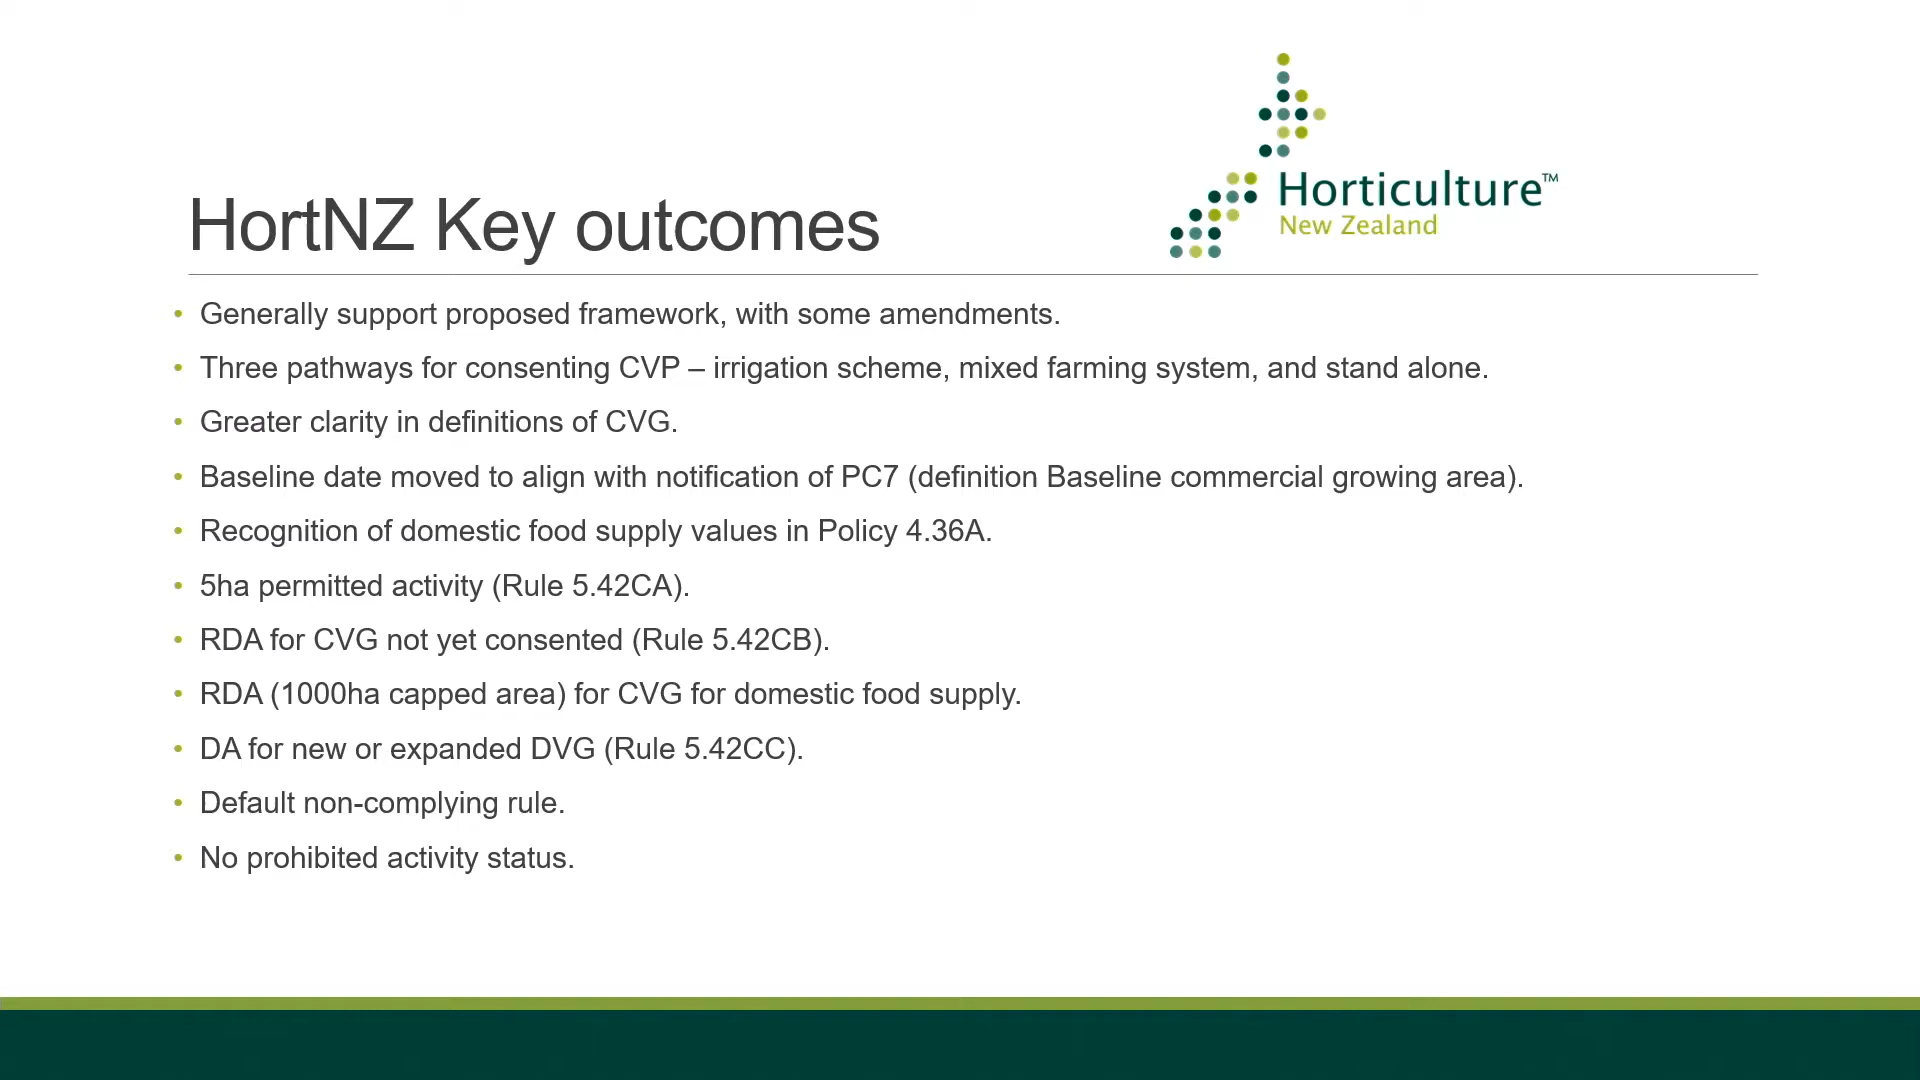 Horticulture™
New Zealand
HortNZ Key outcomes
• Generally support proposed framework, with some amendments.
• Three pathways for consenting CVP – irrigation scheme, mixed farming system, and stand alone.
• Greater clarity in definitions of CVG.
• Baseline date moved to align with notification of PC7 (definition Baseline commercial growing area).
• Recognition of domestic food supply values in Policy 4.36A.
• 5ha permitted activity (Rule 5.42CA).
• RDA for CVG not yet consented (Rule 5.42CB).
• RDA (1000ha capped area) for CVG for domestic food supply.
• DA for new or expanded DVG (Rule 5.42CC).
• Default non-complying rule.
• No prohibited activity status.